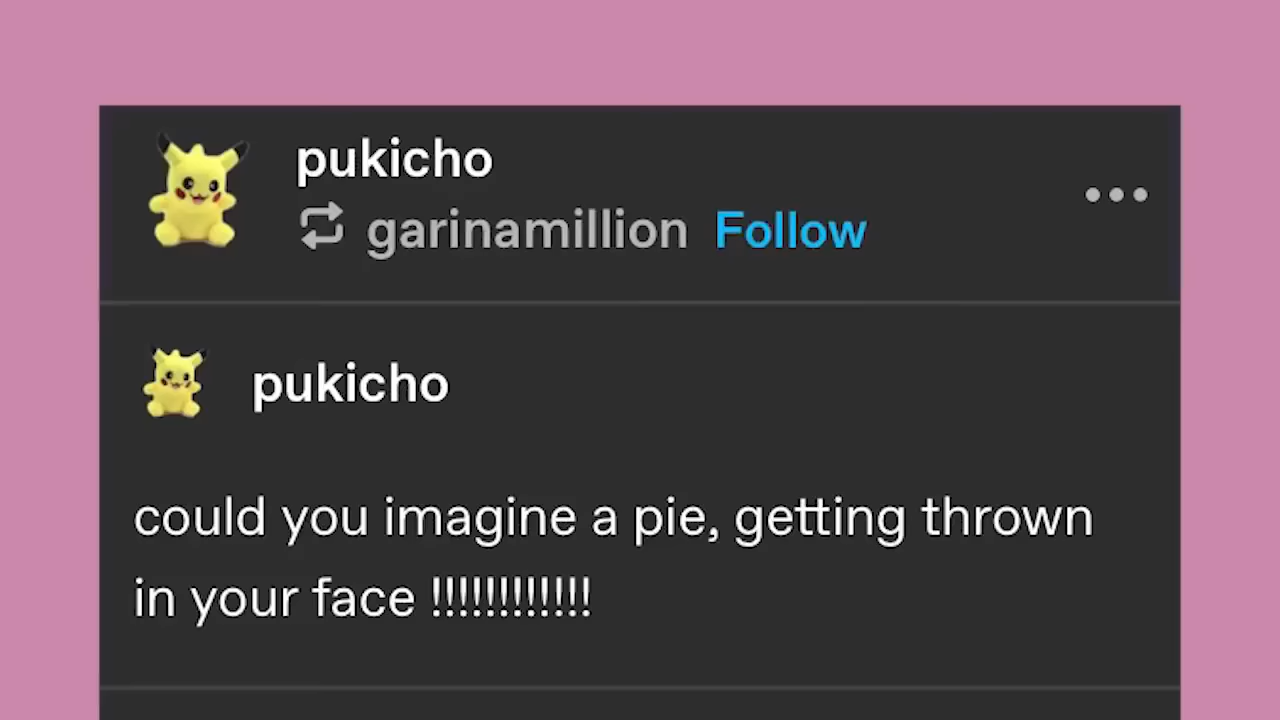 pukicho
garinamillion Follow
pukicho
could you imagine a pie, getting thrown
in your face !!!!!!!!!!!!